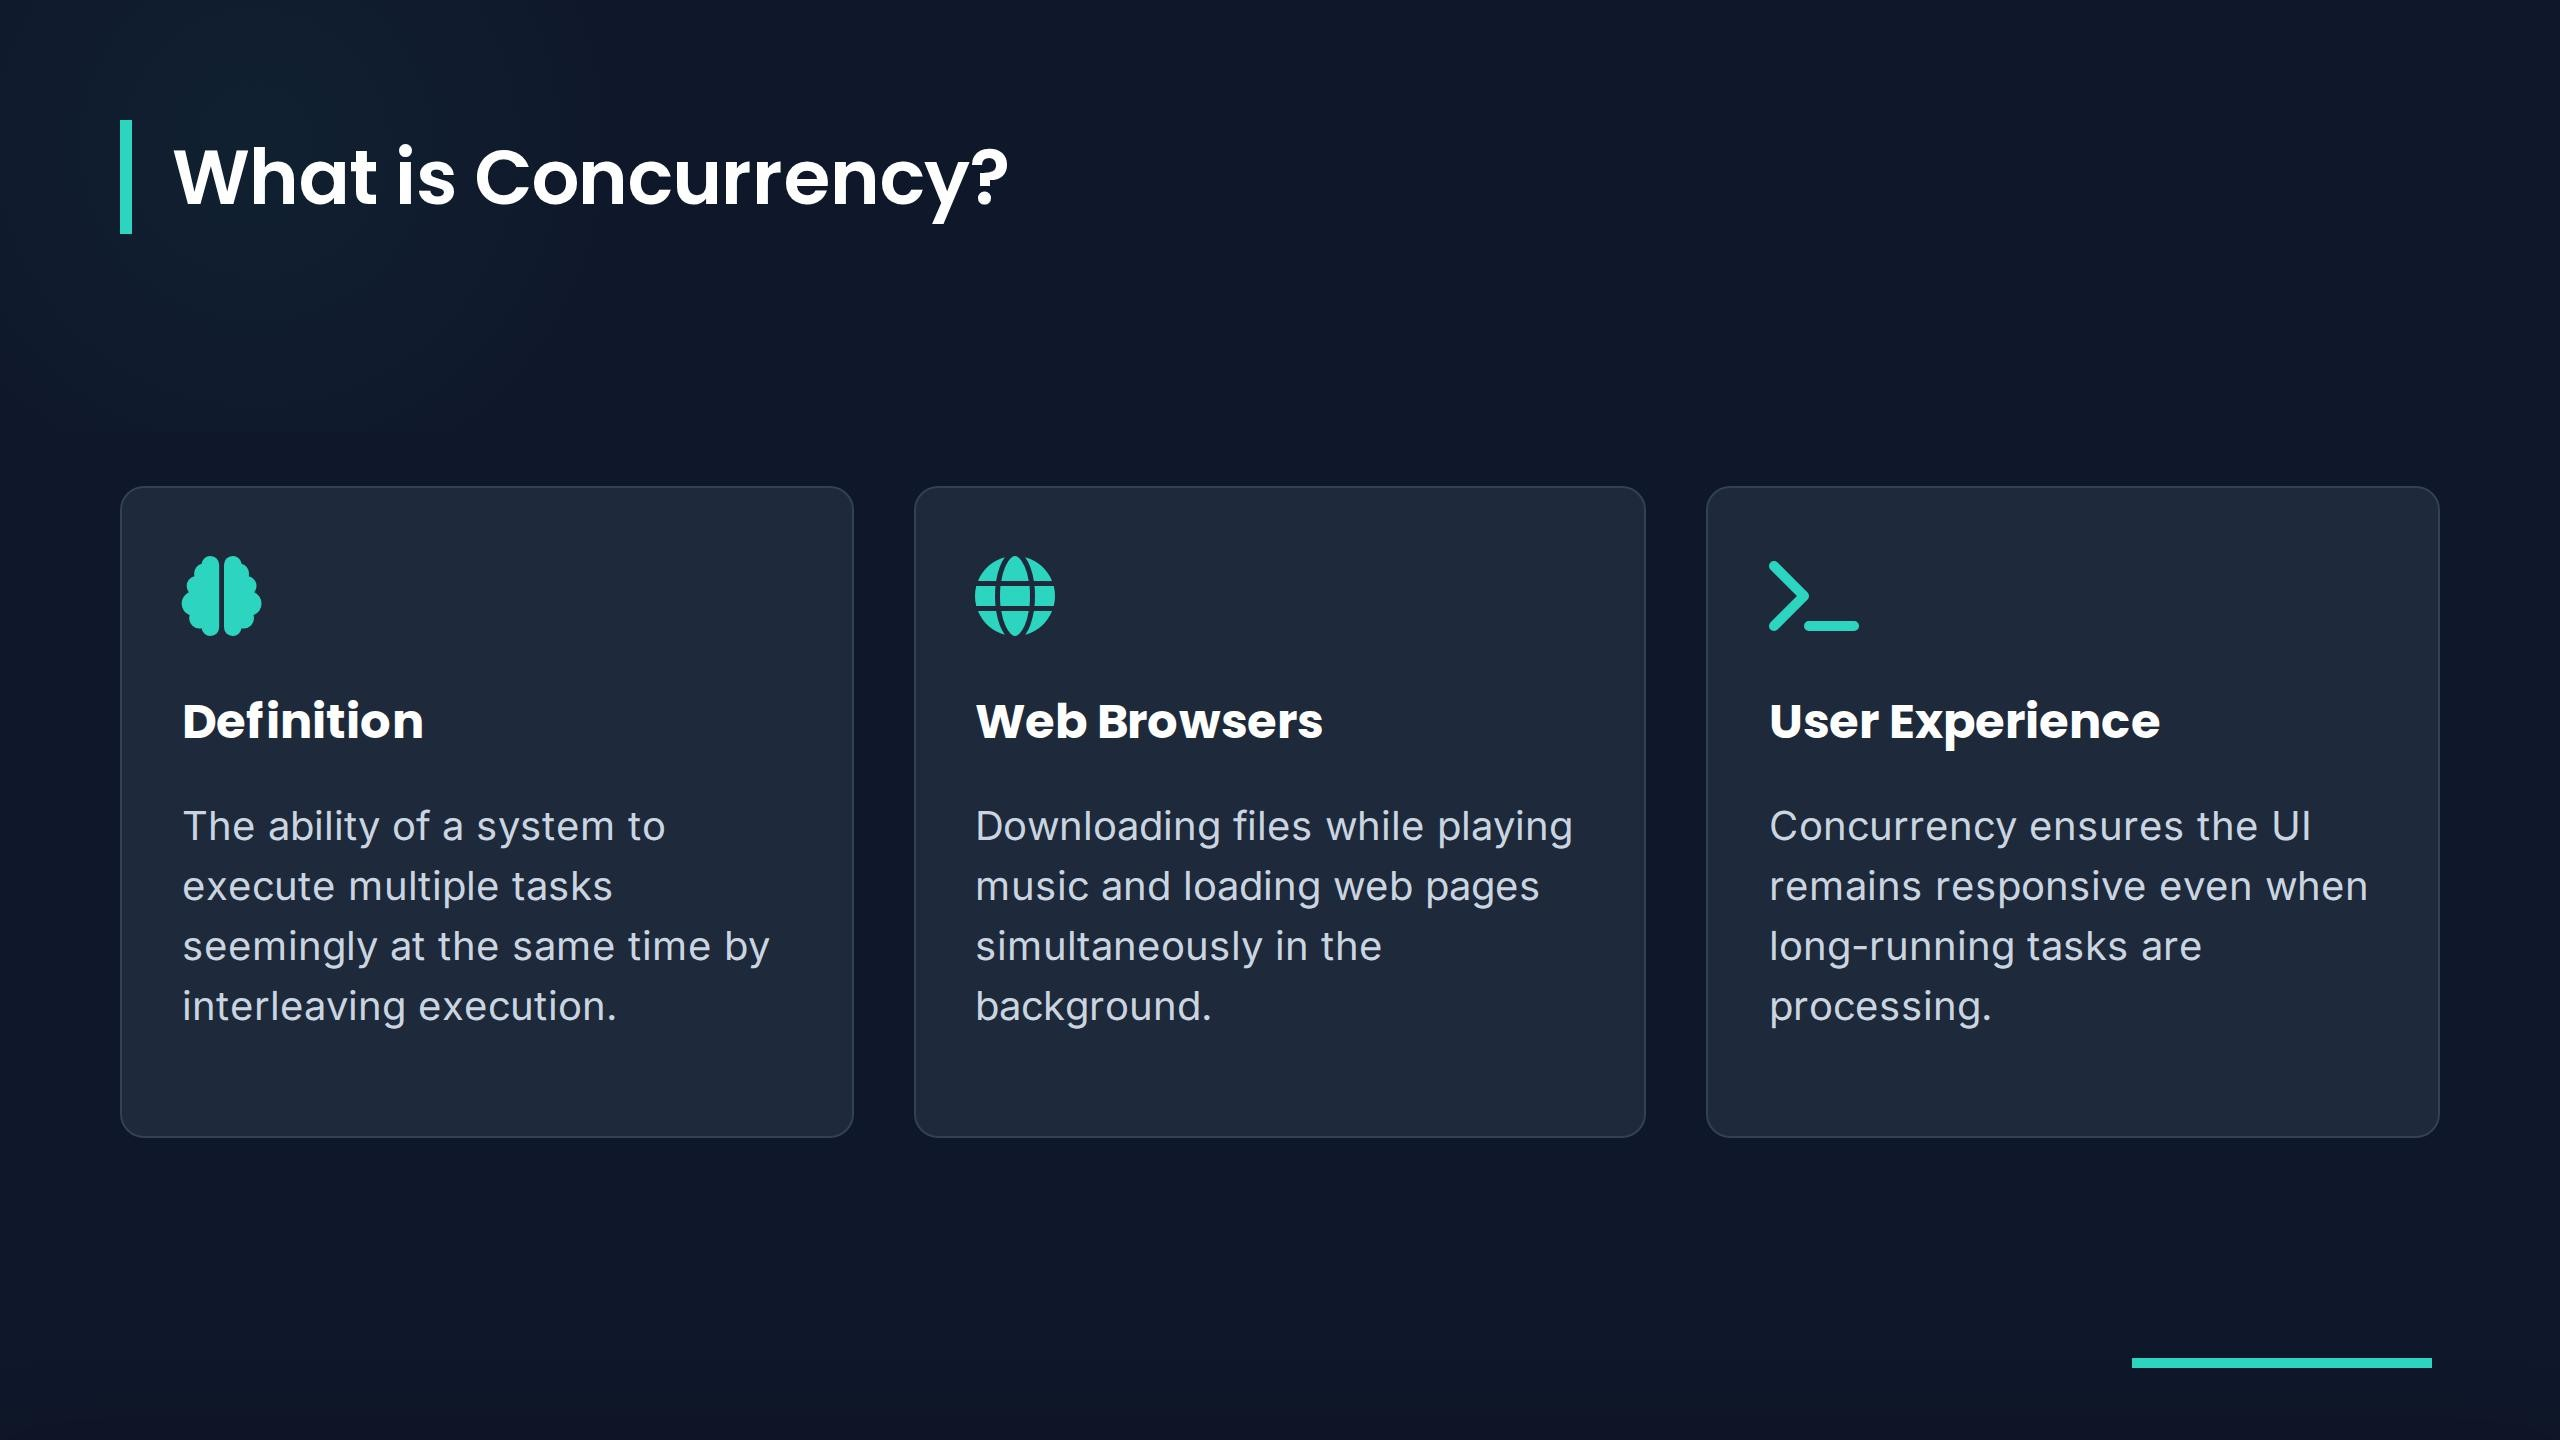 What is Concurrency?
Definition
The ability of a system to
execute multiple tasks
seemingly at the same time by
interleaving execution.
Web Browsers
Downloading files while playing
music and loading web pages
simultaneously in the
background.
User Experience
Concurrency ensures the UI
remains responsive even when
long-running tasks are
processing.